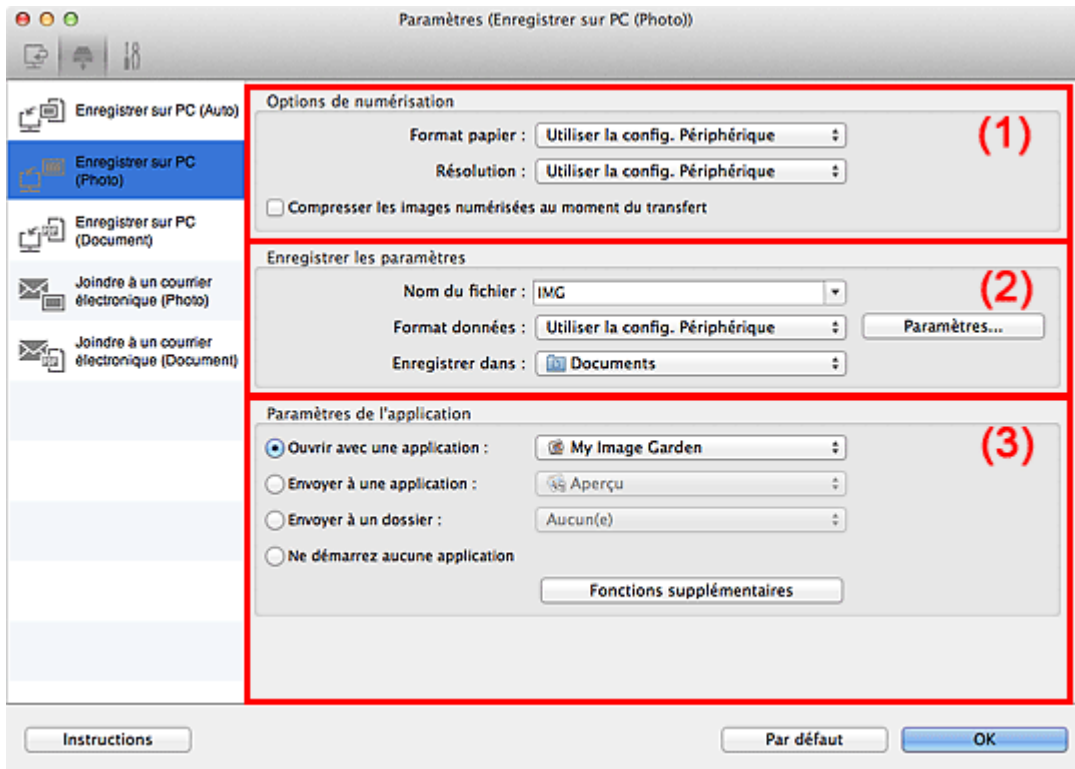 Paramètres (Enregistrer sur PC (Photo))
Enregistrer sur PC (Auto)
Enregistrer sur PC
(Photo)
Enregistrer sur PC
(Document)
Joindre à un courrier
électronique (Photo)
Joindre à un courrier
électronique (Document)
Options de numérisation
(1)
Format papier : Utiliser la config. Périphérique
Résolution : Utiliser la config. Périphérique
Compresser les images numérisées au moment du transfert
Enregistrer les paramètres
(2)
Nom du fichier : IMG
Format données : Utiliser la config. Périphérique Paramètres...
Enregistrer dans : Documents
Paramètres de l'application
(3)
Ouvrir avec une application : My Image Garden
Envoyer à une application : Aperçu
Envoyer à un dossier : Aucun(e)
Ne démarrez aucune application
Fonctions supplémentaires
Instructions Par défaut OK